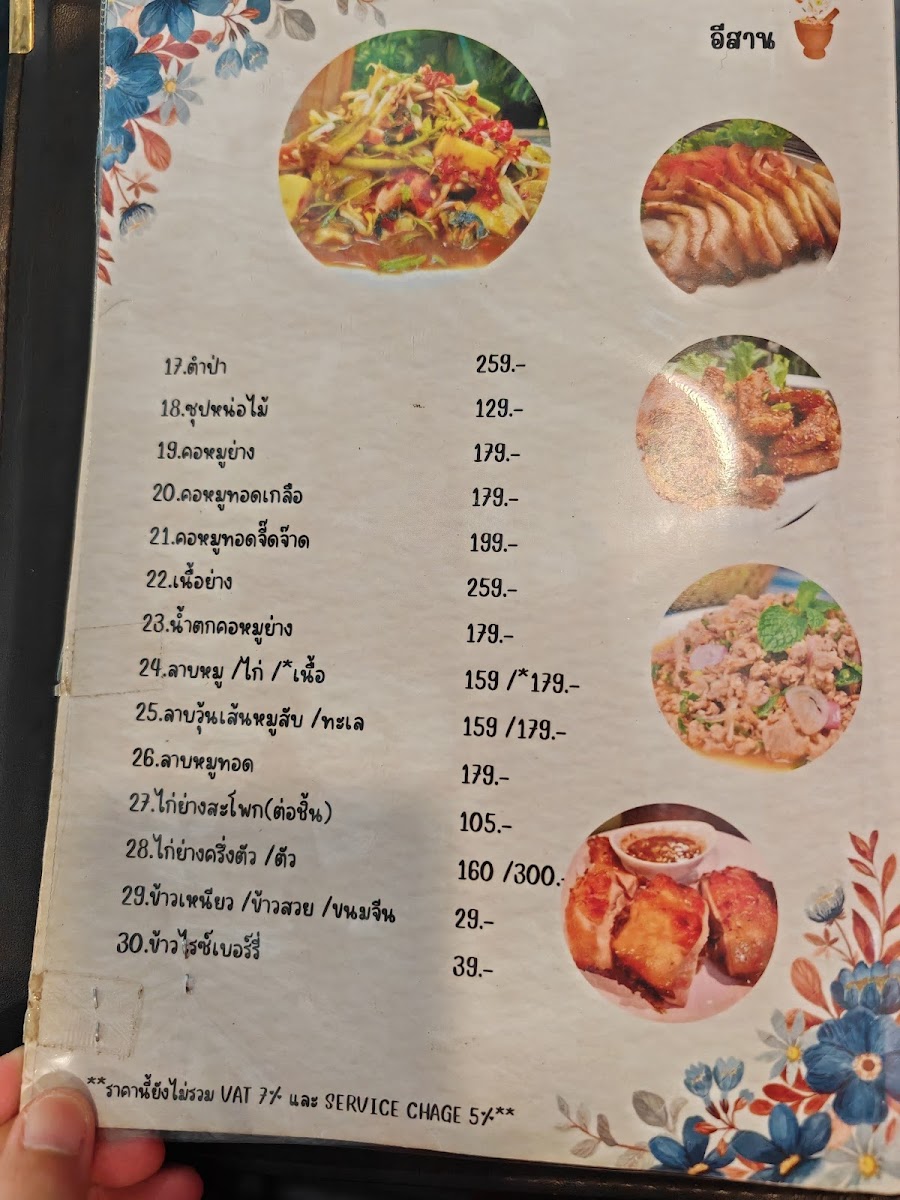 อีสาน
17.ตำป่า 259.-
18.ซุปหน่อไม้ 129.-
19.คอหมูย่าง 179.-
20.คอหมูทอดเกลือ 179.-
21.คอหมูทอดจี๊ดจ๊าด 199.-
22.เนื้อย่าง 259.-
23.น้ำตกคอหมูย่าง 179.-
24.ลาบหมู /ไก่ /*เนื้อ 159 /*179.-
25.ลาบวุ้นเส้นหมูสับ /ทะเล 159 /179.-
26.ลาบหมูทอด 179.-
27.ไก่ย่างสะโพก(ต่อชิ้น) 105.-
28.ไก่ย่างครึ่งตัว /ตัว 160 /300.-
29.ข้าวเหนียว /ข้าวสวย /ขนมจีน 29.-
30.ข้าวไรซ์เบอร์รี่ 39.-
**ราคานี้ยังไม่รวม VAT 7% และ SERVICE CHAGE 5%**